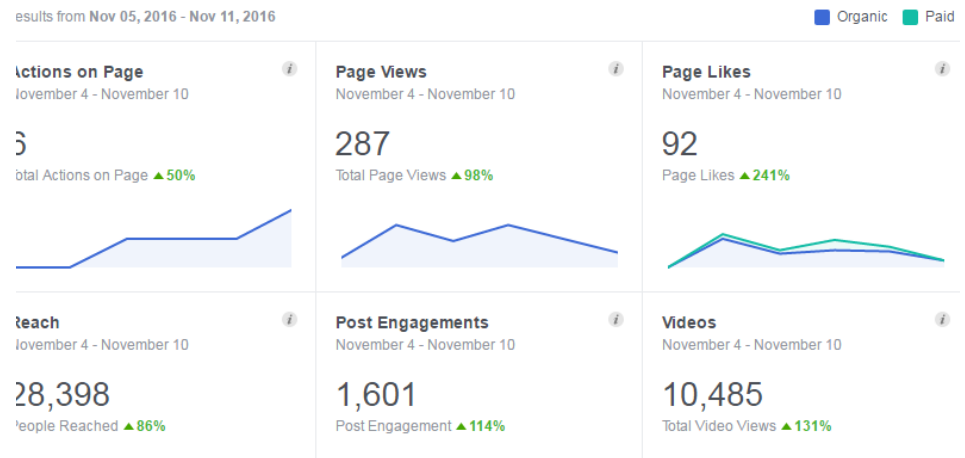 esults from Nov 05, 2016 - Nov 11, 2016
Organic Paid
Actions on Page
November 4 - November 10
6
otal Actions on Page 50%
Page Views
November 4 - November 10
287
Total Page Views 98%
Page Likes
November 4 - November 10
92
Page Likes 241%
Reach
November 4 - November 10
28,398
People Reached 86%
Post Engagements
November 4 - November 10
1,601
Post Engagement 114%
Videos
November 4 - November 10
10,485
Total Video Views 131%